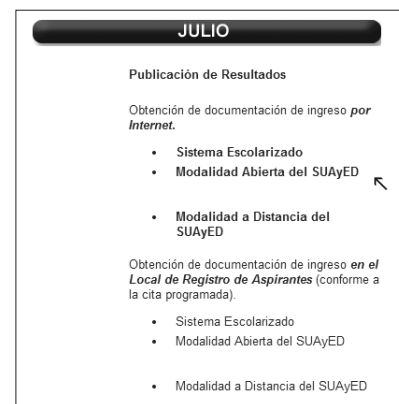 JULIO
Publicación de Resultados
Obtención de documentación de ingreso por
Internet.
• Sistema Escolarizado
• Modalidad Abierta del SUAyED
• Modalidad a Distancia del
SUAyED
Obtención de documentación de ingreso en el
Local de Registro de Aspirantes (conforme a
la cita programada).
• Sistema Escolarizado
• Modalidad Abierta del SUAyED
• Modalidad a Distancia del SUAyED